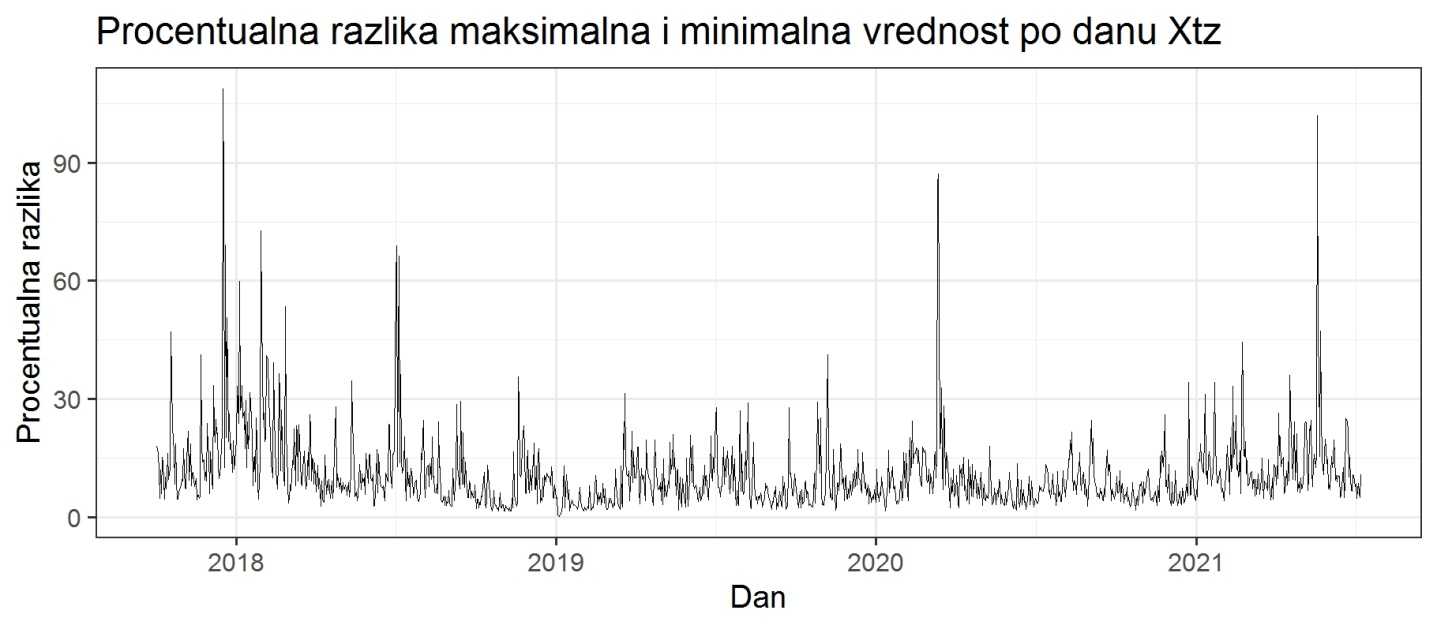 Procentualna razlika maksimalna i minimalna vrednost po danu Xtz
Procentualna razlika
90
60
30
0
2018
2019
2020
2021
Dan